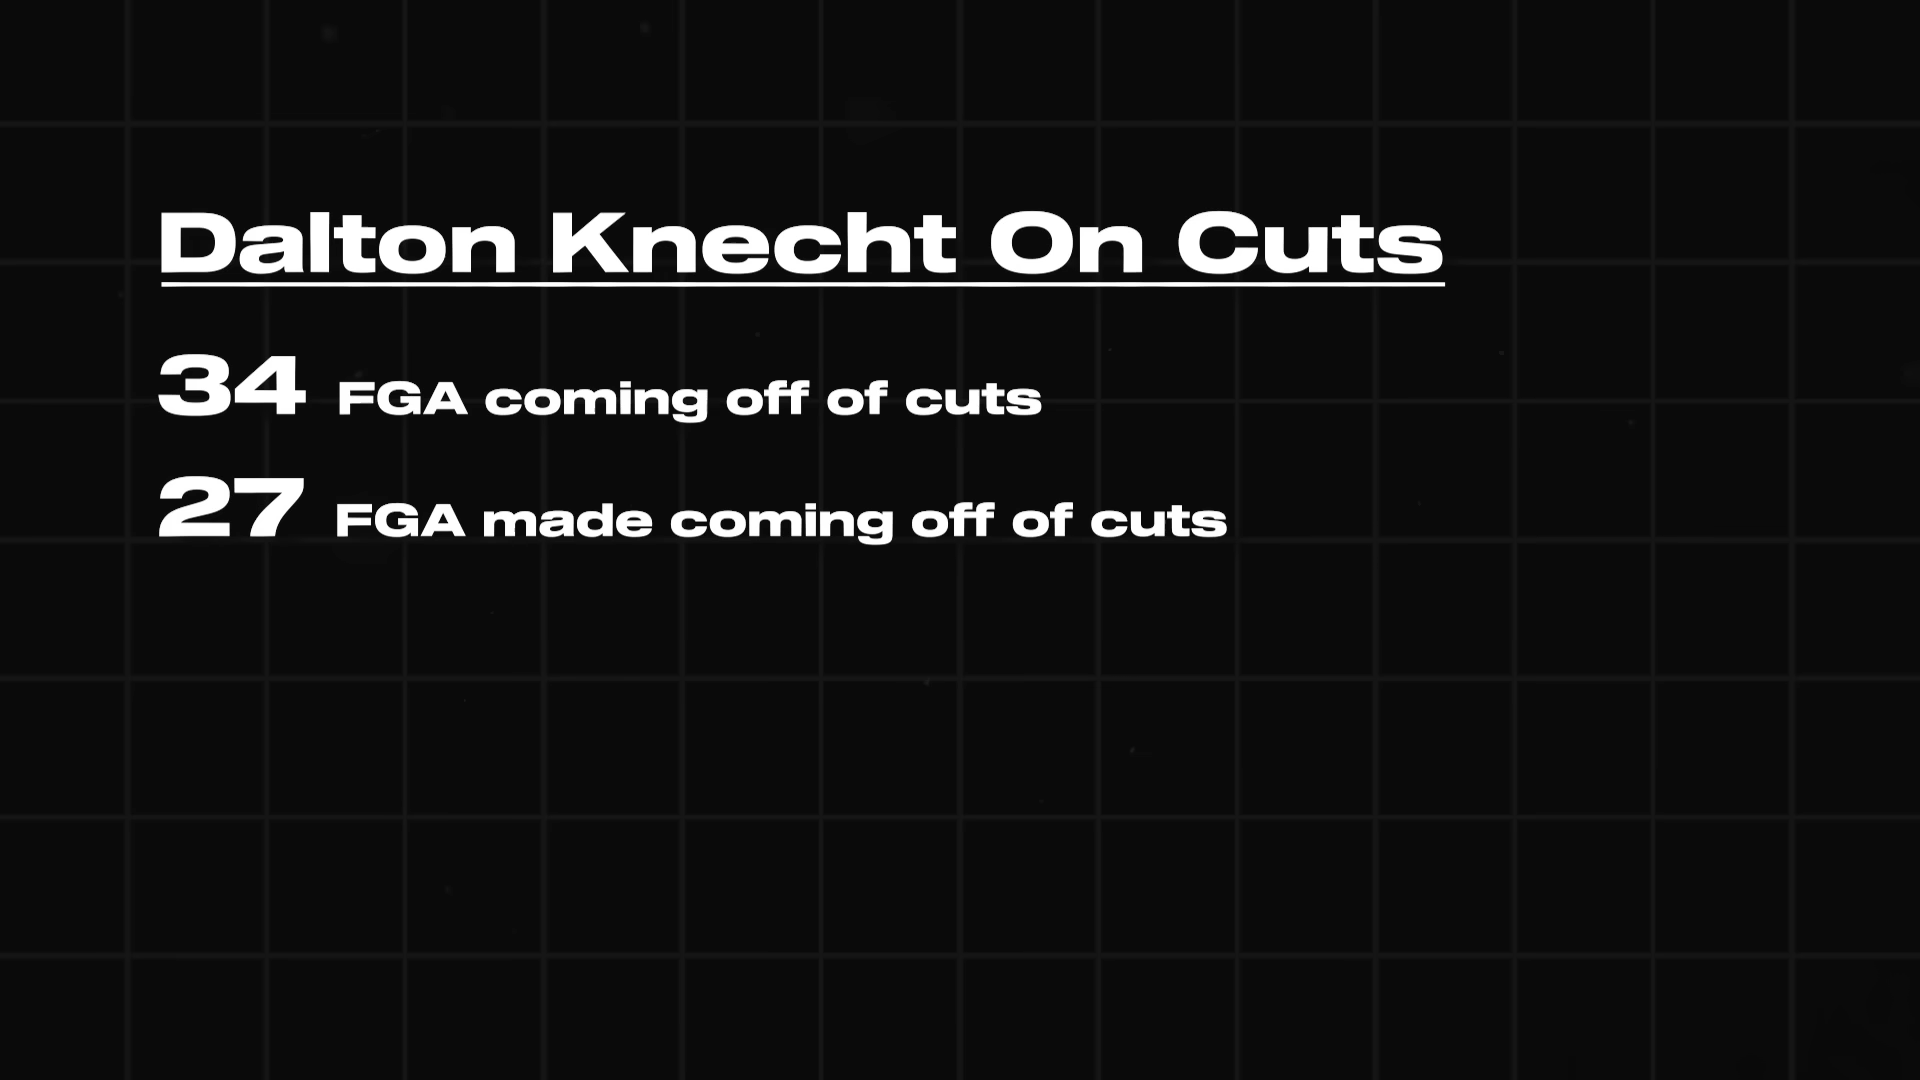 Dalton Knecht On Cuts
34 FGA coming off of cuts
27 FGA made coming off of cuts